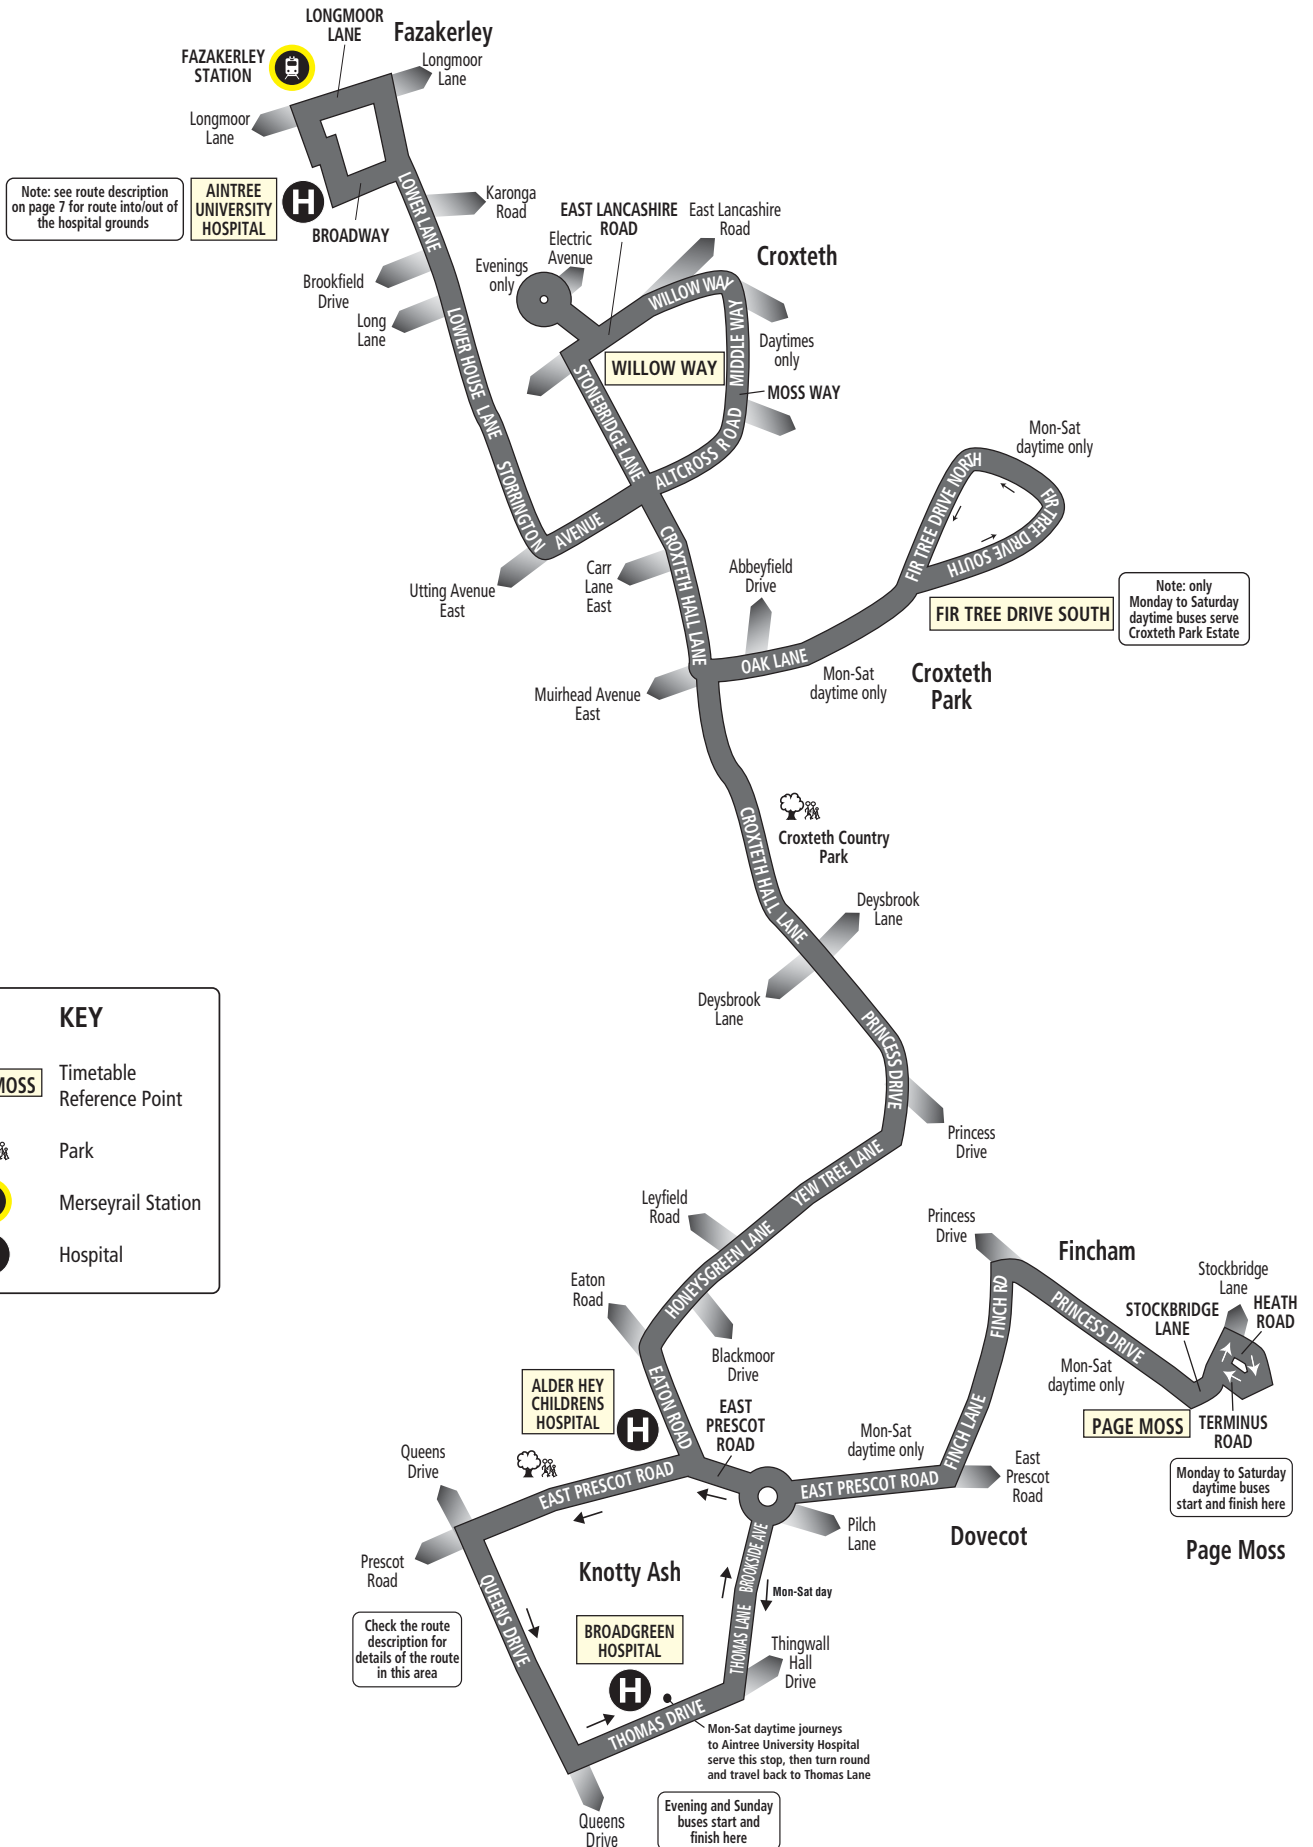 LONGMOOR
LANE
Fazakerley
FAZAKERLEY
STATION
Longmoor
Lane
Longmoor
Lane
Note: see route description
on page 7 for route into/out of
the hospital grounds
AINTREE
UNIVERSITY
HOSPITAL
H
BROADWAY
LOWER LANE
Karonga
Road
Brookfield
Drive
Long
Lane
LOWER HOUSE LANE
EAST LANCASHIRE
ROAD
East Lancashire
Road
Electric
Avenue
Evenings
only
Croxteth
WILLOW WAY
MIDDLE WAY
Daytimes
only
WILLOW WAY
MOSS WAY
STONEBRIDGE LANE
ALTCROSS ROAD
STORRINGTON
AVENUE
Utting Avenue
East
Carr
Lane
East
CROXTETH HALL LANE
Abbeyfield
Drive
Mon-Sat
daytime only
FIR TREE DRIVE NORTH
FIR TREE DRIVE SOUTH
FIR TREE DRIVE SOUTH
Note: only
Monday to Saturday
daytime buses serve
Croxteth Park Estate
OAK LANE
Mon-Sat
daytime only
Croxteth
Park
Muirhead Avenue
East
Croxteth Country
Park
CROXTETH HALL LANE
Deysbrook
Lane
Deysbrook
Lane
PRINCESS DRIVE
Princess
Drive
KEY
MOSS
Timetable
Reference Point
Park
Merseyrail Station
Hospital
YEW TREE LANE
Leyfield
Road
HONEYSGREEN LANE
Eaton
Road
Blackmoor
Drive
EATON ROAD
ALDER HEY
CHILDRENS
HOSPITAL
H
EAST
PRESCOT
ROAD
Princess
Drive
Fincham
FINCH RD
PRINCESS DRIVE
Mon-Sat
daytime only
STOCKBRIDGE
LANE
Stockbridge
Lane
HEATH
ROAD
PAGE MOSS
TERMINUS
ROAD
Monday to Saturday
daytime buses
start and finish here
Page Moss
FINCH LANE
Mon-Sat
daytime only
EAST PRESCOT ROAD
East
Prescot
Road
Dovecot
Pilch
Lane
Queens
Drive
EAST PRESCOT ROAD
Prescot
Road
Knotty Ash
BROOKSIDE AVE
Mon-Sat day
THOMAS LANE
QUEENS DRIVE
Check the route
description for
details of the route
in this area
BROADGREEN
HOSPITAL
H
Thingwall
Hall
Drive
THOMAS DRIVE
Mon-Sat daytime journeys
to Aintree University Hospital
serve this stop, then turn round
and travel back to Thomas Lane
Evening and Sunday
buses start and
finish here
Queens
Drive